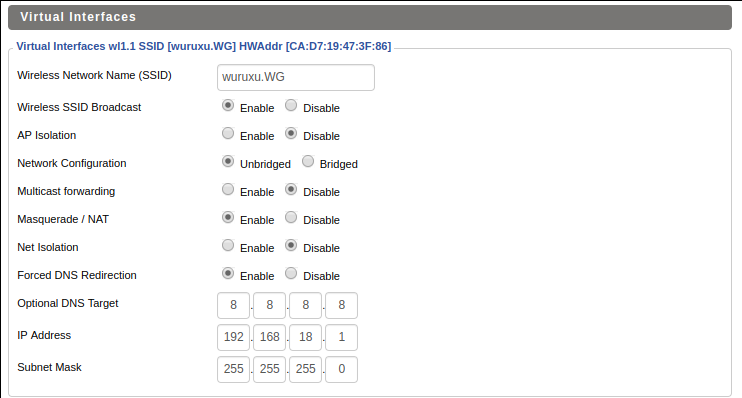 Virtual Interfaces
Virtual Interfaces wl1.1 SSID [wuruxu.WG] HWAddr [CA:D7:19:47:3F:86]
Wireless Network Name (SSID) wuruxu.WG
Wireless SSID Broadcast Enable Disable
AP Isolation Enable Disable
Network Configuration Unbridged Bridged
Multicast forwarding Enable Disable
Masquerade / NAT Enable Disable
Net Isolation Enable Disable
Forced DNS Redirection Enable Disable
Optional DNS Target 8.8.8.8
IP Address 192.168.18.1
Subnet Mask 255.255.255.0